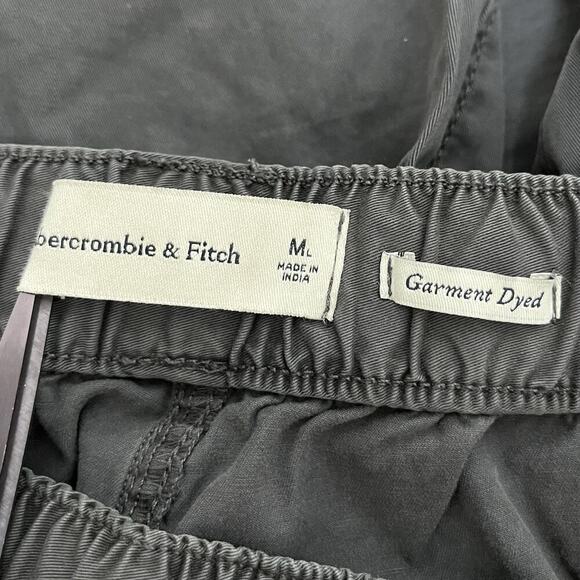 bercrombie & Fitch
ML
MADE IN
INDIA
Garment Dyed